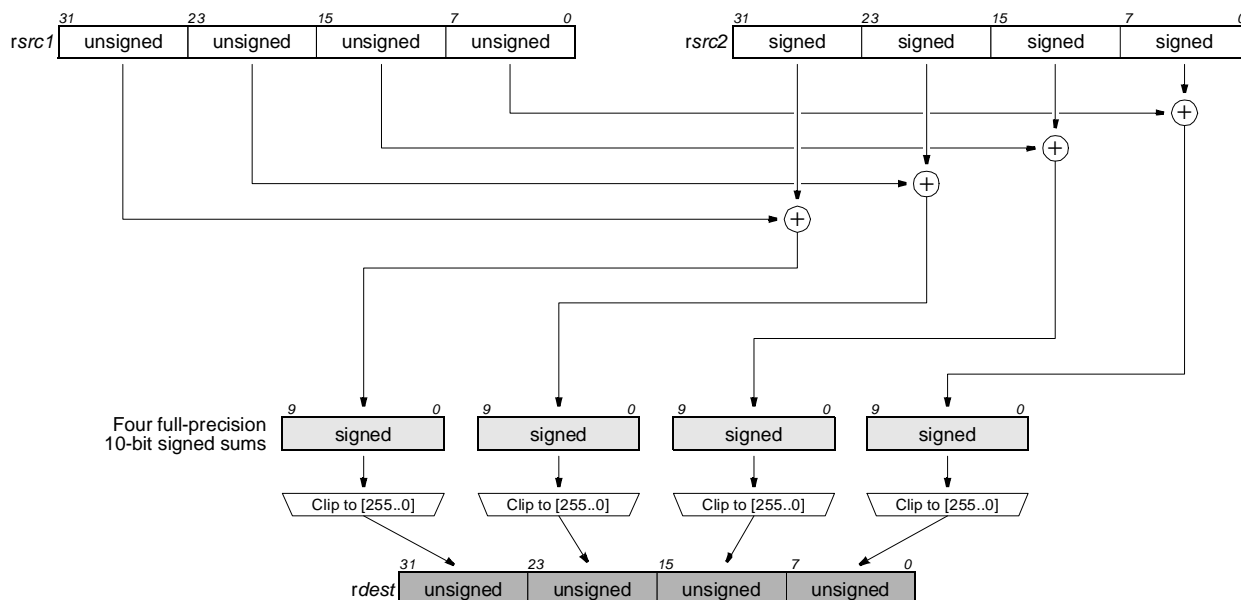 31 23 15 7 0 31 23 15 7 0
rsrc1 unsigned unsigned unsigned unsigned rsrc2 signed signed signed signed
+
+
+
+
9 0 9 0 9 0 9 0
Four full-precision
10-bit signed sums
signed signed signed signed
Clip to [255..0] Clip to [255..0] Clip to [255..0] Clip to [255..0]
31 23 15 7 0
rdest unsigned unsigned unsigned unsigned